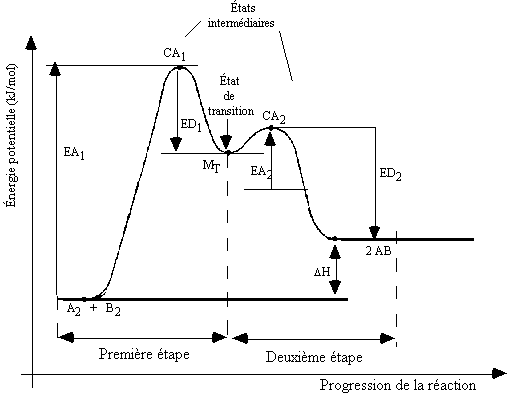 États
intermédiaires
CA1
État
de
transition
CA2
ED1
EA1
MT
EA2
ED2
2 AB
ΔH
A2 + B2
Première étape
Deuxième étape
Énergie potentielle (kJ/mol)
Progression de la réaction